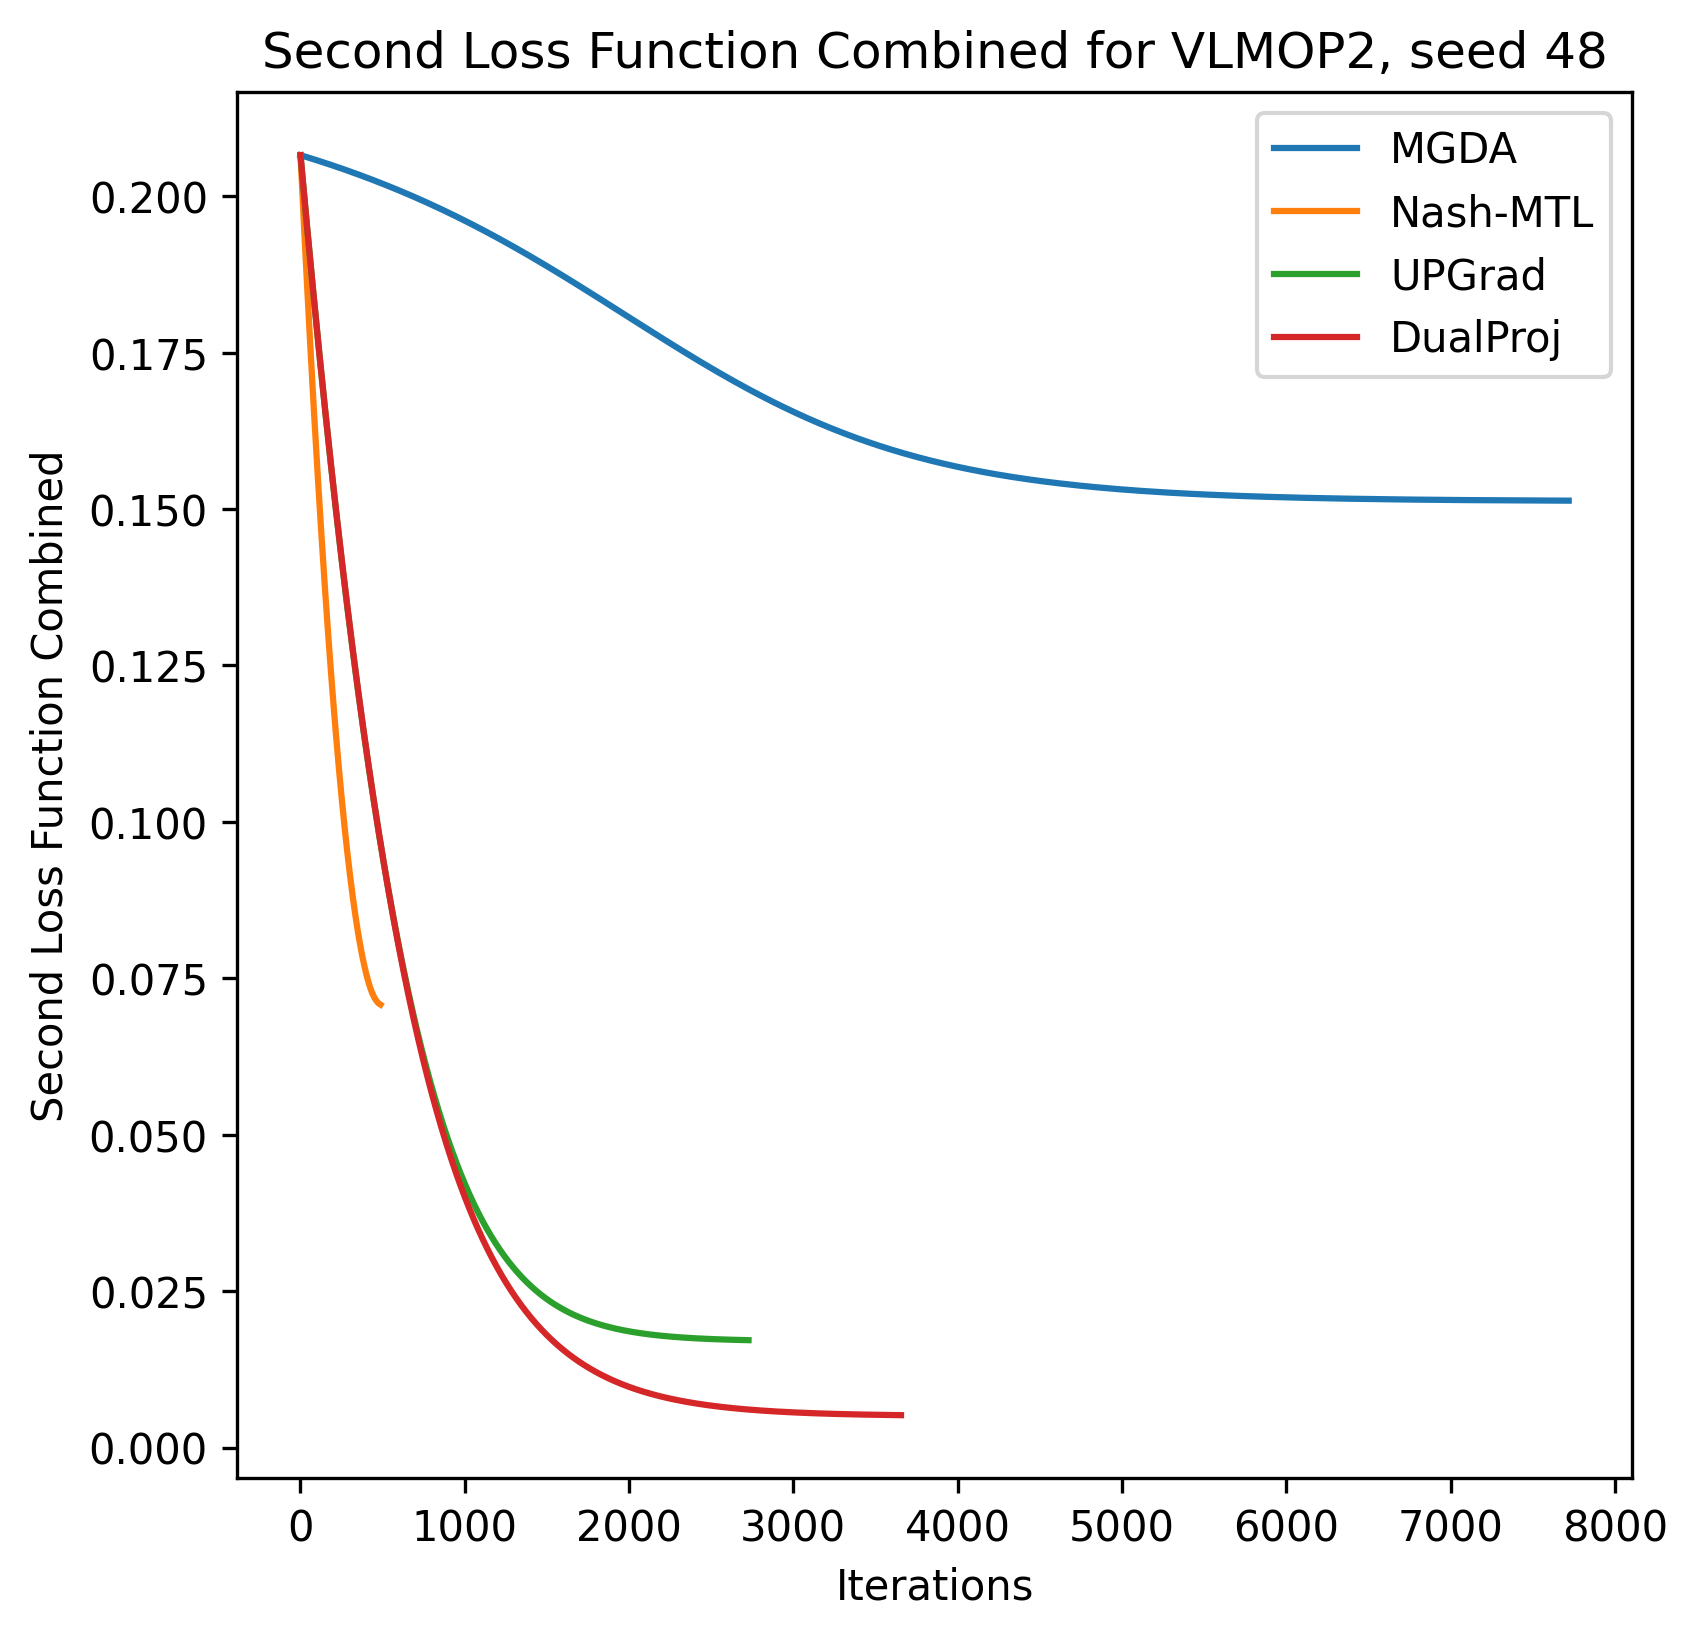 Second Loss Function Combined for VLMOP2, seed 48
MGDA
Nash-MTL
UPGrad
DualProj
Second Loss Function Combined
0.200
0.175
0.150
0.125
0.100
0.075
0.050
0.025
0.000
0 1000 2000 3000 4000 5000 6000 7000 8000
Iterations